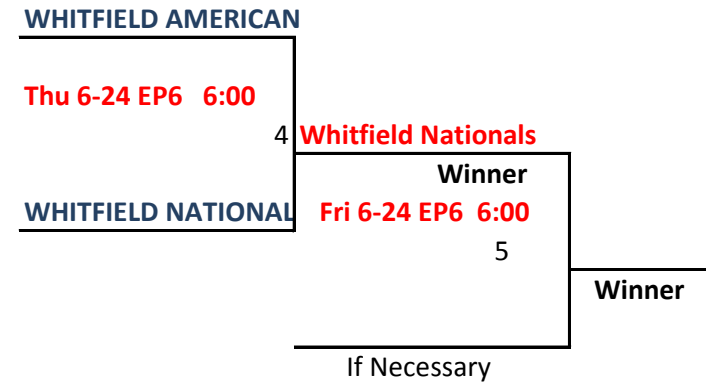 WHITFIELD AMERICAN
Thu 6-24 EP6 6:00
4 Whitfield Nationals
Winner
WHITFIELD NATIONAL Fri 6-24 EP6 6:00
5
Winner
If Necessary